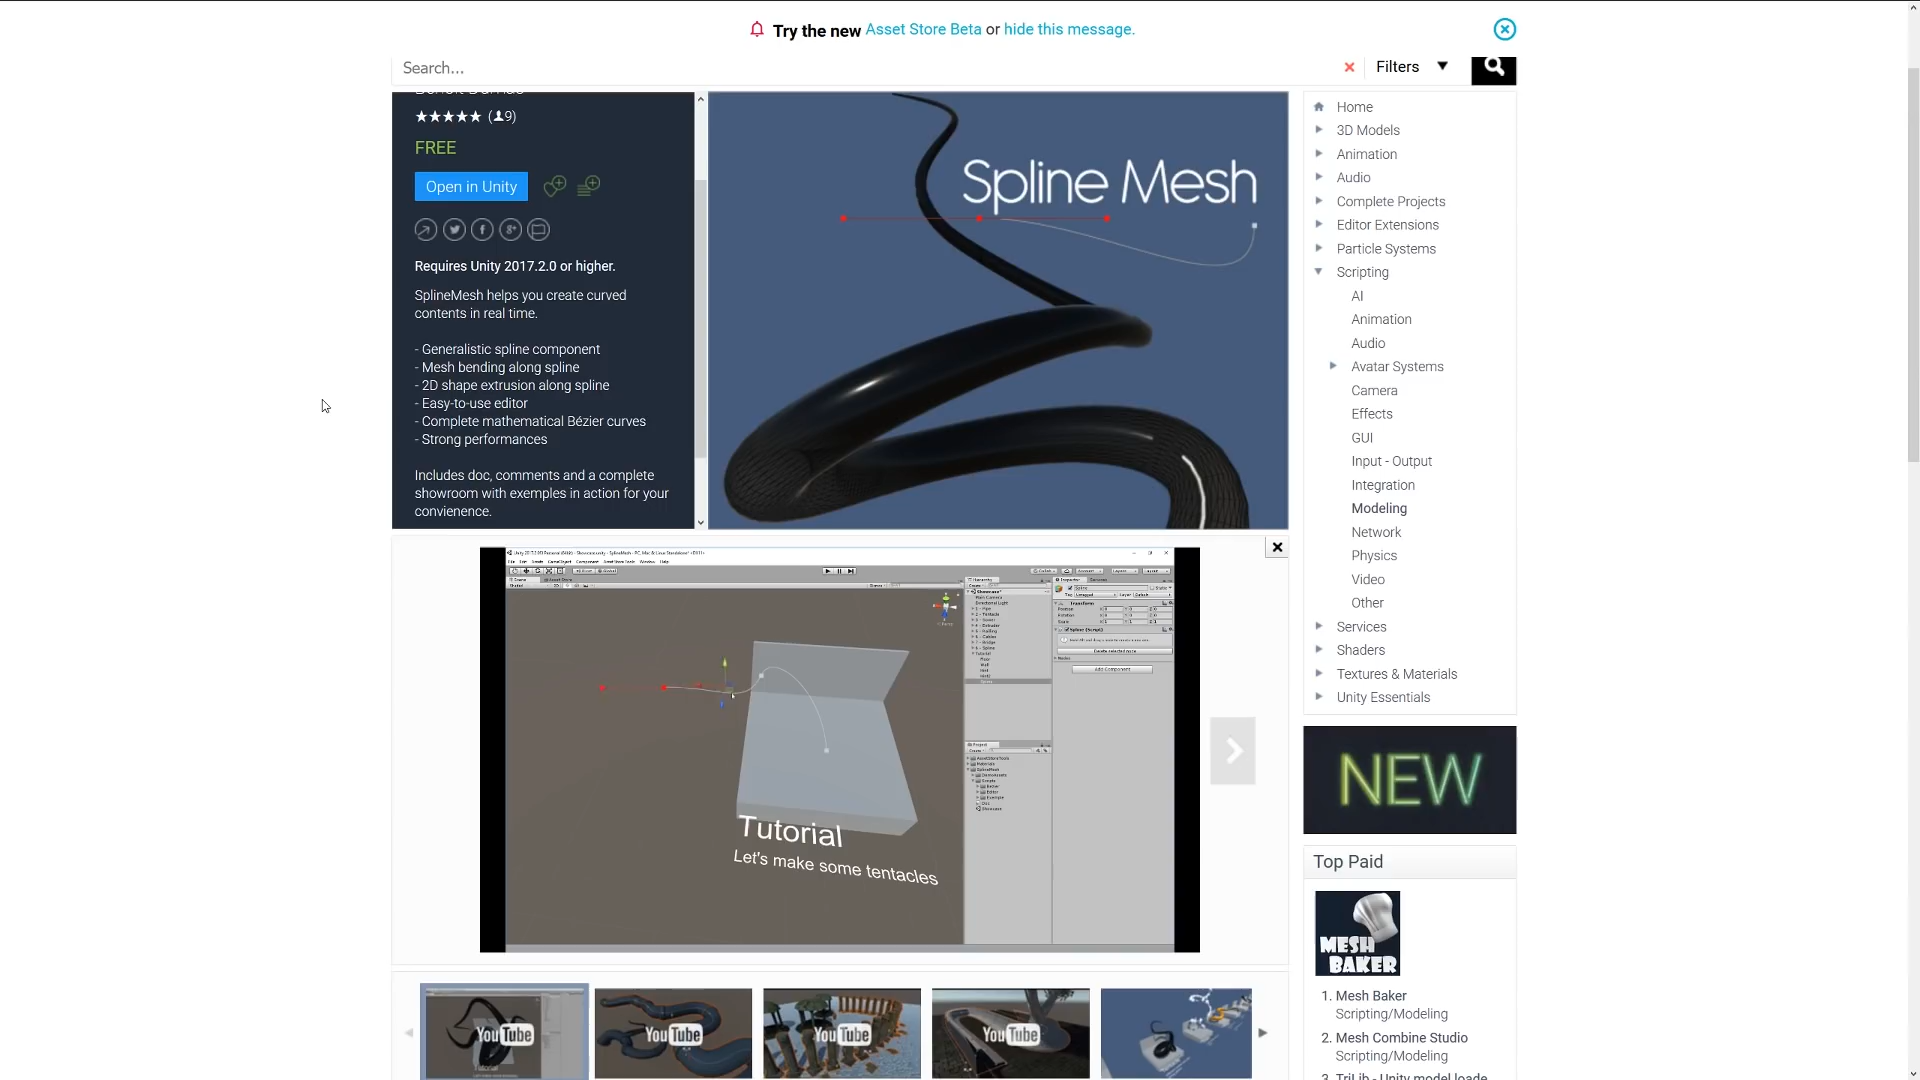 Try the new Asset Store Beta or hide this message.
Search...
Filters
(9)
FREE
Open in Unity
Requires Unity 2017.2.0 or higher.
SplineMesh helps you create curved
contents in real time.
- Generalistic spline component
- Mesh bending along spline
- 2D shape extrusion along spline
- Easy-to-use editor
- Complete mathematical Bézier curves
- Strong performances
Includes doc, comments and a complete
showroom with exemples in action for your
convienence.
Spline Mesh
Tutorial
Let's make some tentacles
YouTube
YouTube
YouTube
YouTube
Home
3D Models
Animation
Audio
Complete Projects
Editor Extensions
Particle Systems
Scripting
AI
Animation
Audio
Avatar Systems
Camera
Effects
GUI
Input - Output
Integration
Modeling
Network
Physics
Video
Other
Services
Shaders
Textures & Materials
Unity Essentials
NEW
Top Paid
MESH
BAKER
1. Mesh Baker
Scripting/Modeling
2. Mesh Combine Studio
Scripting/Modeling
3. TriLib - Unity model loade